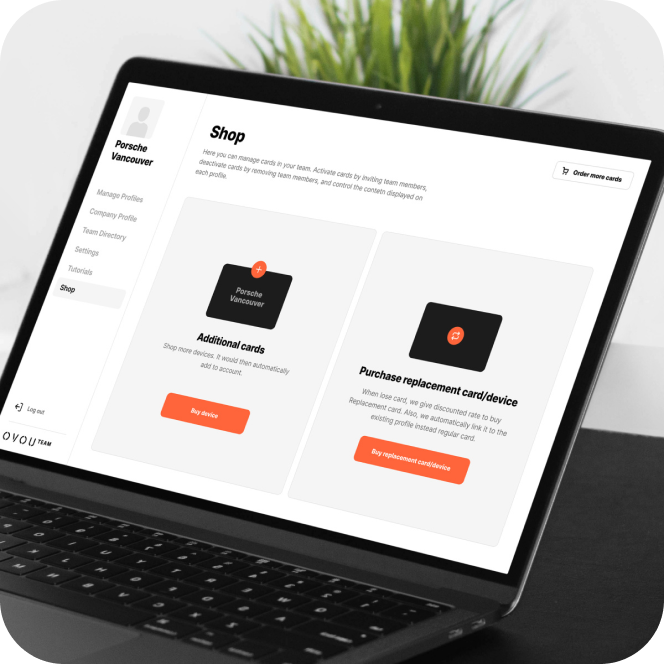 Porsche
Vancouver
Manage Profiles
Company Profile
Team Directory
Settings
Tutorials
Shop
Log out
OVOU TEAM
Shop
Here you can manage cards in your team. Activate cards by inviting team members,
deactivate cards by removing team members, and control the contetn displayed on
each profile.
Order more cards
Porsche
Vancouver
Additional cards
Shop more devices. It would then automatically
add to account.
Buy device
Purchase replacement card/device
When lose card, we give discounted rate to buy
Replacement card. Also, we automatically link it to the
existing profile instead regular card.
Buy replacement card/device